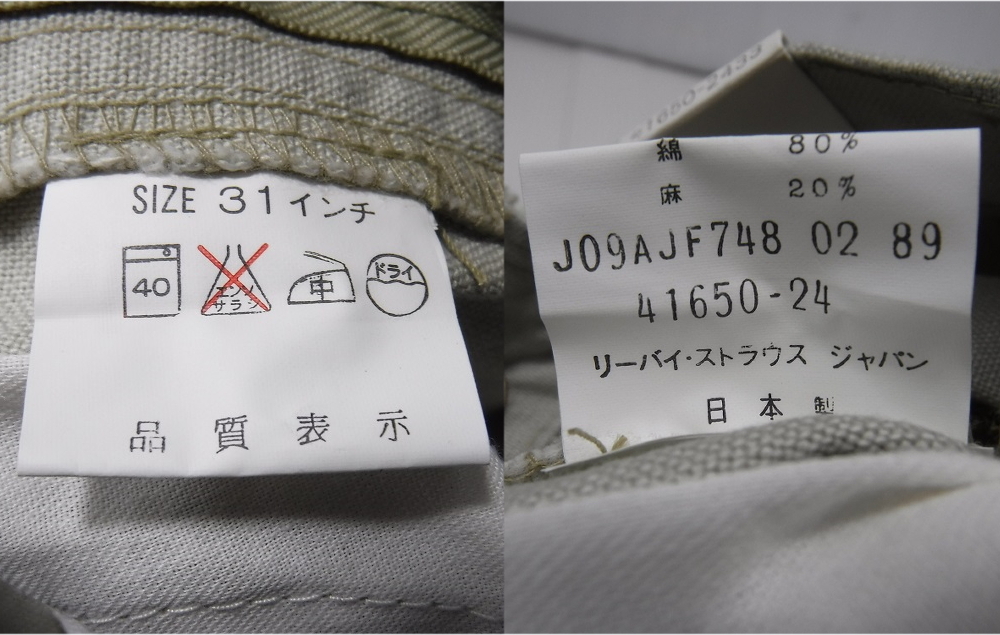 SIZE 31インチ
40
エンソ
サラシ
中
ドライ
品質表示
綿 80%
麻 20%
J09AJF748 02 89
41650-24
リーバイ・ストラウス ジャパン
日本製